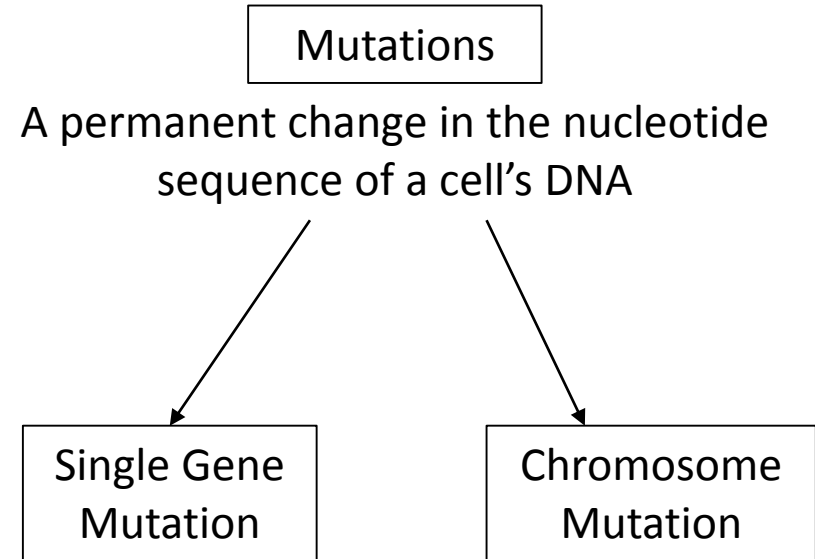 Mutations
A permanent change in the nucleotide
sequence of a cell’s DNA
Single Gene
Mutation
Chromosome
Mutation